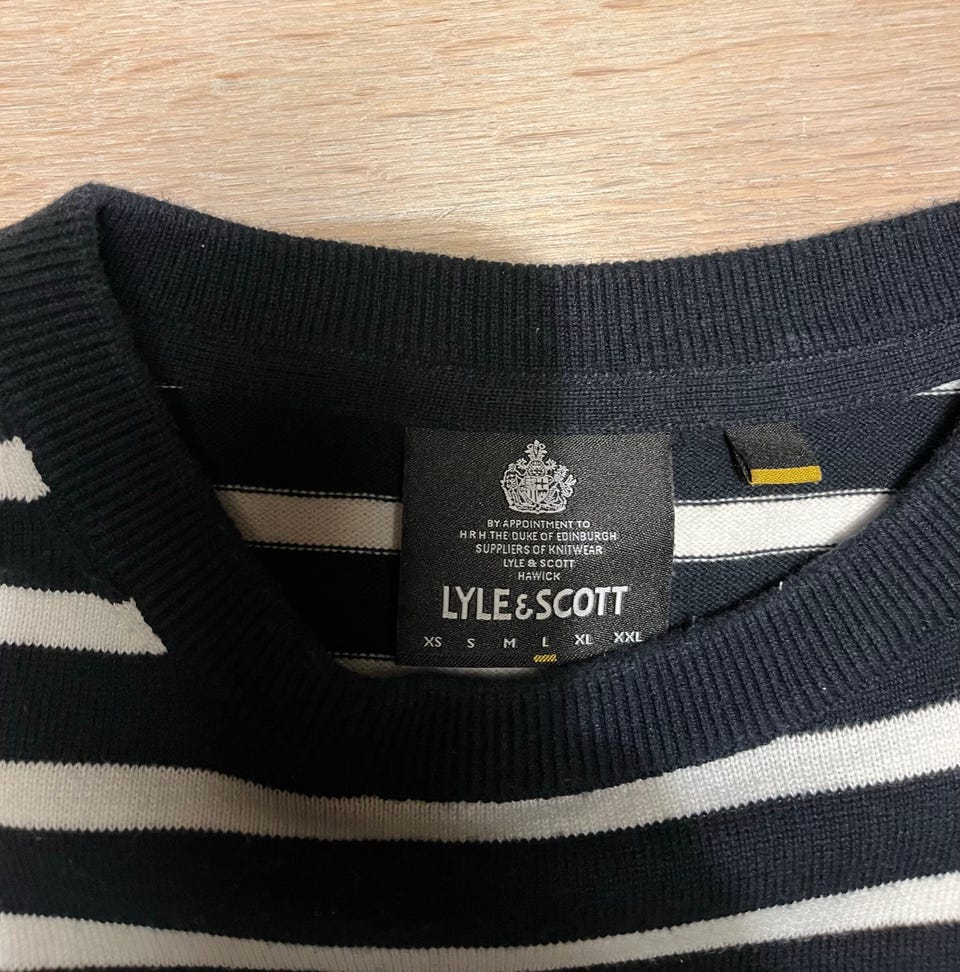 BY APPOINTMENT TO
H R H THE DUKE OF EDINBURGH
SUPPLIERS OF KNITWEAR
LYLE & SCOTT
HAWICK
LYLE & SCOTT
XS S M L XL XXL